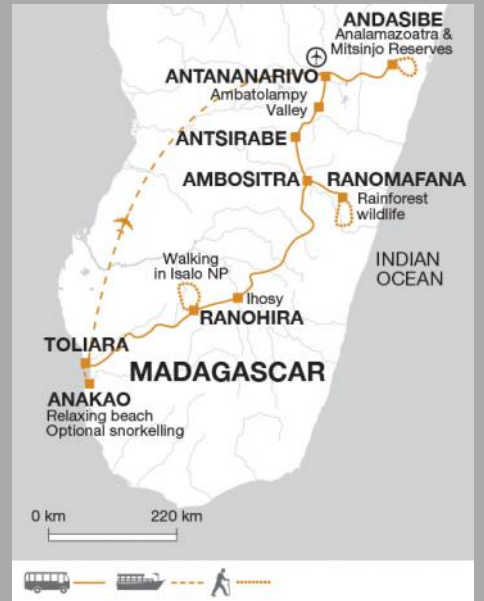 ANDASIBE
Analamazoatra &
Mitsinjo Reserves
ANTANANARIVO
Ambatolampy
Valley
ANTSIRABE
AMBOSITRA
RANOMAFANA
Rainforest
wildlife
INDIAN
OCEAN
Walking
in Isalo NP
Ihosy
RANOHIRA
TOLIARA
MADAGASCAR
ANAKAO
Relaxing beach
Optional snorkelling
0 km 220 km